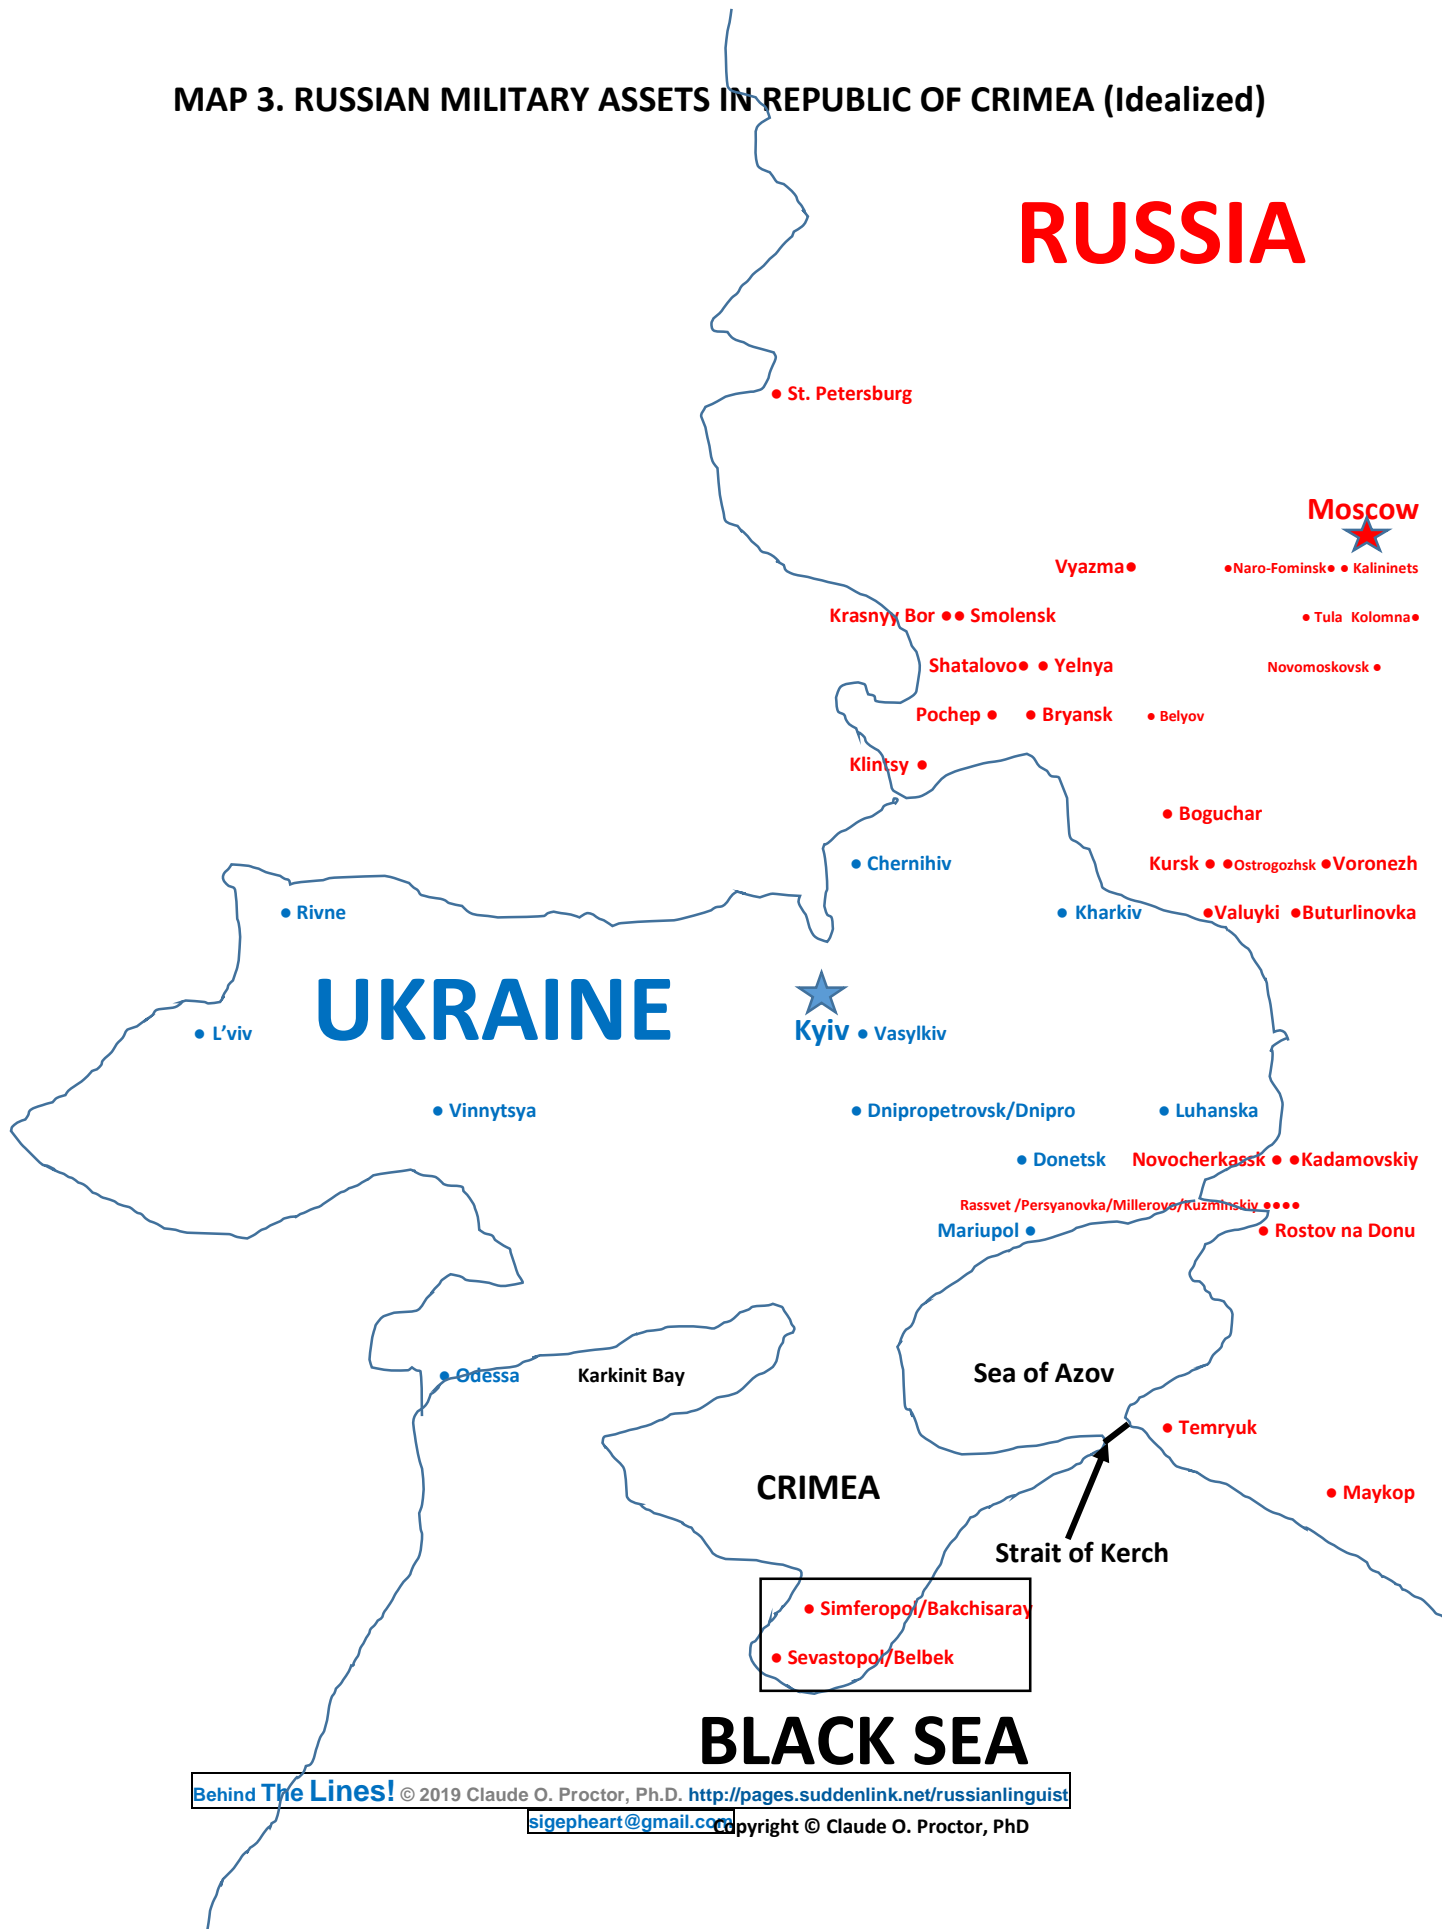 MAP 3. RUSSIAN MILITARY ASSETS IN REPUBLIC OF CRIMEA (Idealized)
RUSSIA
● St. Petersburg
Moscow
Vyazma● ●Naro-Fominsk● ● Kalininets
Krasnyy Bor ●● Smolensk ● Tula Kolomna●
Shatalovo● ● Yelnya Novomoskovsk ●
Pochep ● ● Bryansk ● Belyov
Klintsy ●
● Boguchar
● Chernihiv Kursk ● ●Ostrogozhsk ●Voronezh
● Rivne ● Kharkiv ●Valuyki ●Buturlinovka
UKRAINE
● L'viv Kyiv ● Vasylkiv
● Vinnytsya ● Dnipropetrovsk/Dnipro ● Luhanska
● Donetsk Novocherkassk ● ●Kadamovskiy
Rassvet /Persyanovka/Millerovo/Kuzminskiy ●●●●
Mariupol ● ● Rostov na Donu
● Odessa Karkinit Bay Sea of Azov
● Temryuk
CRIMEA ● Maykop
Strait of Kerch
● Simferopol/Bakchisaray
● Sevastopol/Belbek
BLACK SEA
Behind The Lines! © 2019 Claude O. Proctor, Ph.D. http://pages.suddenlink.net/russianlinguist
sigepheart@gmail.com Copyright © Claude O. Proctor, PhD